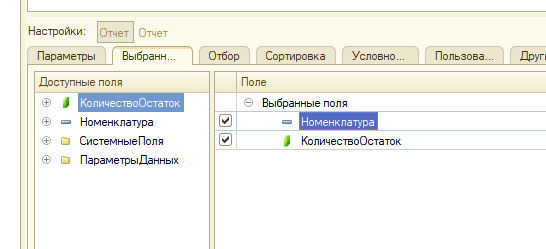 Настройки: Отчет Отчет
Параметры Выбранн... Отбор Сортировка Условно... Пользова... Други
Доступные поля
КоличествоОстаток
Номенклатура
СистемныеПоля
ПараметрыДанных
Поле
Выбранные поля
Номенклатура
КоличествоОстаток